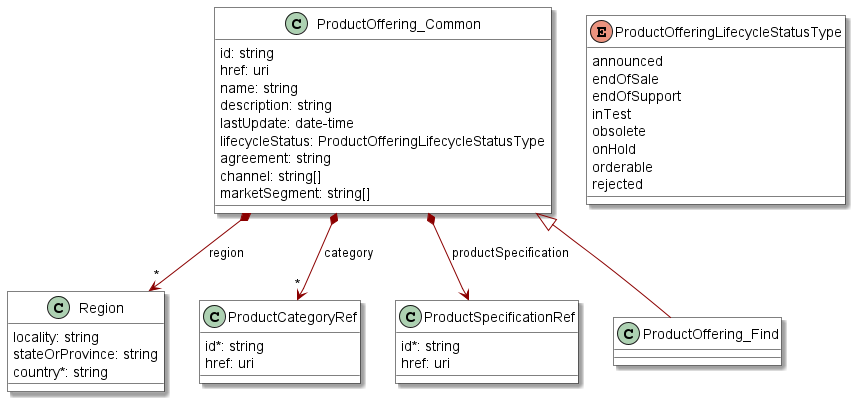 C ProductOffering_Common
id: string
href: uri
name: string
description: string
lastUpdate: date-time
lifecycleStatus: ProductOfferingLifecycleStatusType
agreement: string
channel: string[]
marketSegment: string[]
E ProductOfferingLifecycleStatusType
announced
endOfSale
endOfSupport
inTest
obsolete
onHold
orderable
rejected
region
*
category
*
productSpecification
C Region
locality: string
stateOrProvince: string
country*: string
C ProductCategoryRef
id*: string
href: uri
C ProductSpecificationRef
id*: string
href: uri
C ProductOffering_Find